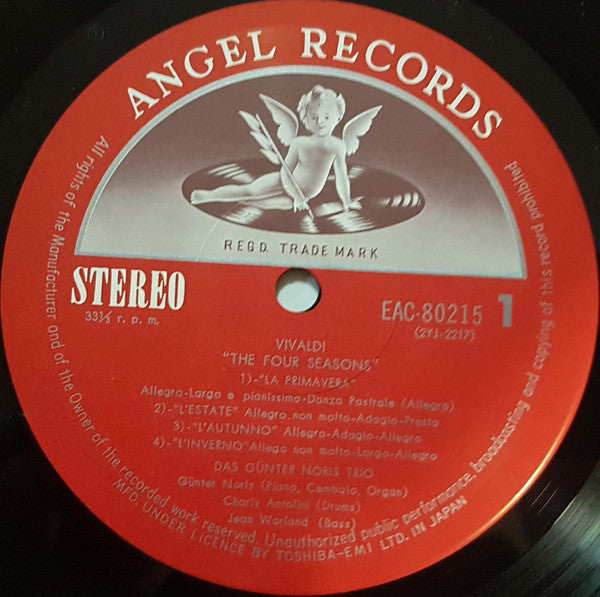 ANGEL RECORDS
REGD. TRADE MARK
STEREO
33⅓ r. p. m.
EAC-80215 1
(2YJ-2217)
VIVALDI
"THE FOUR SEASONS"
1)-"LA PRIMAVERA"
Allegro-Largo e pianissimo-Danza Pastrale (Allegro)
2)-"L'ESTATE" Allegro non molto-Adagio-Presto
3)-"L'AUTUNNO" Allegro-Adagio-Allegro
4)-"L'INVERNO"Allego non molto-Largo-Allegro
DAS GÜNTER NORIS TRIO
Günter Noris (Piano, Cembalo, Organ)
Charly Antolini (Drums)
Jean Warland (Bass)
All rights of the Manufacturer and of the Owner of the recorded work reserved. Unauthorized public performance, broadcasting and copying of this record prohibited
MFD. UNDER LICENCE BY TOSHIBA-EMI LTD. IN JAPAN